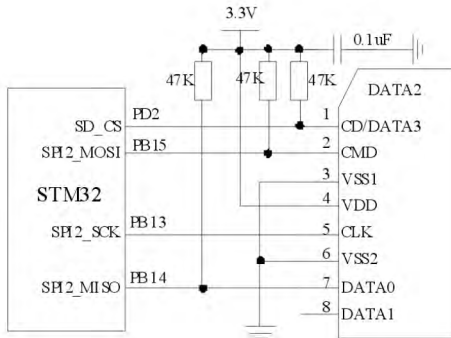 3.3V
0.1uF
47K 47K 47K
DATA2
PD2 1
SD_CS CD/DATA3
SPI2_MOSI PB15 2 CMD
3 VSS1
STM32
4 VDD
SPI2_SCK PB13 5 CLK
6 VSS2
SPI2_MISO PB14 7 DATA0
8 DATA1